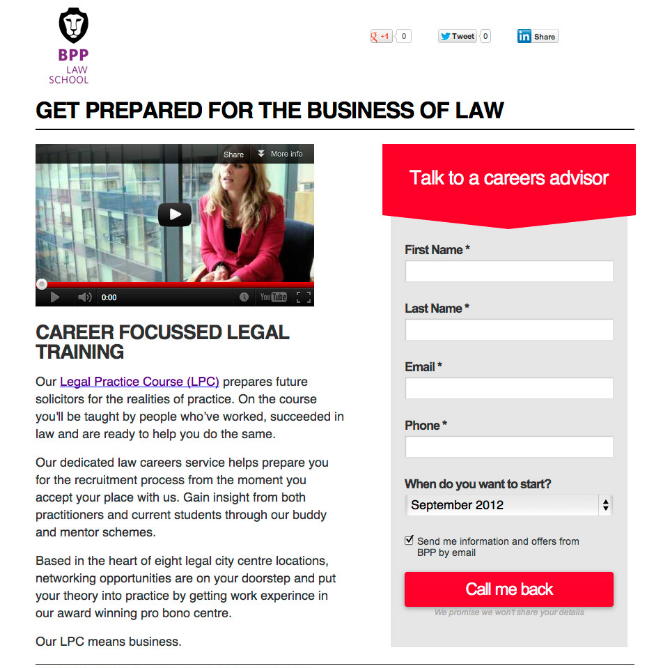 BPP
LAW
SCHOOL
+1 0
Tweet 0
in Share
GET PREPARED FOR THE BUSINESS OF LAW
Share More info
0:00
YouTube
CAREER FOCUSSED LEGAL
TRAINING
Our Legal Practice Course (LPC) prepares future
solicitors for the realities of practice. On the course
you'll be taught by people who've worked, succeeded in
law and are ready to help you do the same.
Our dedicated law careers service helps prepare you
for the recruitment process from the moment you
accept your place with us. Gain insight from both
practitioners and current students through our buddy
and mentor schemes.
Based in the heart of eight legal city centre locations,
networking opportunities are on your doorstep and put
your theory into practice by getting work experince in
our award winning pro bono centre.
Our LPC means business.
Talk to a careers advisor
First Name *
Last Name *
Email *
Phone *
When do you want to start?
September 2012
Send me information and offers from
BPP by email
Call me back
We promise we won't share your details